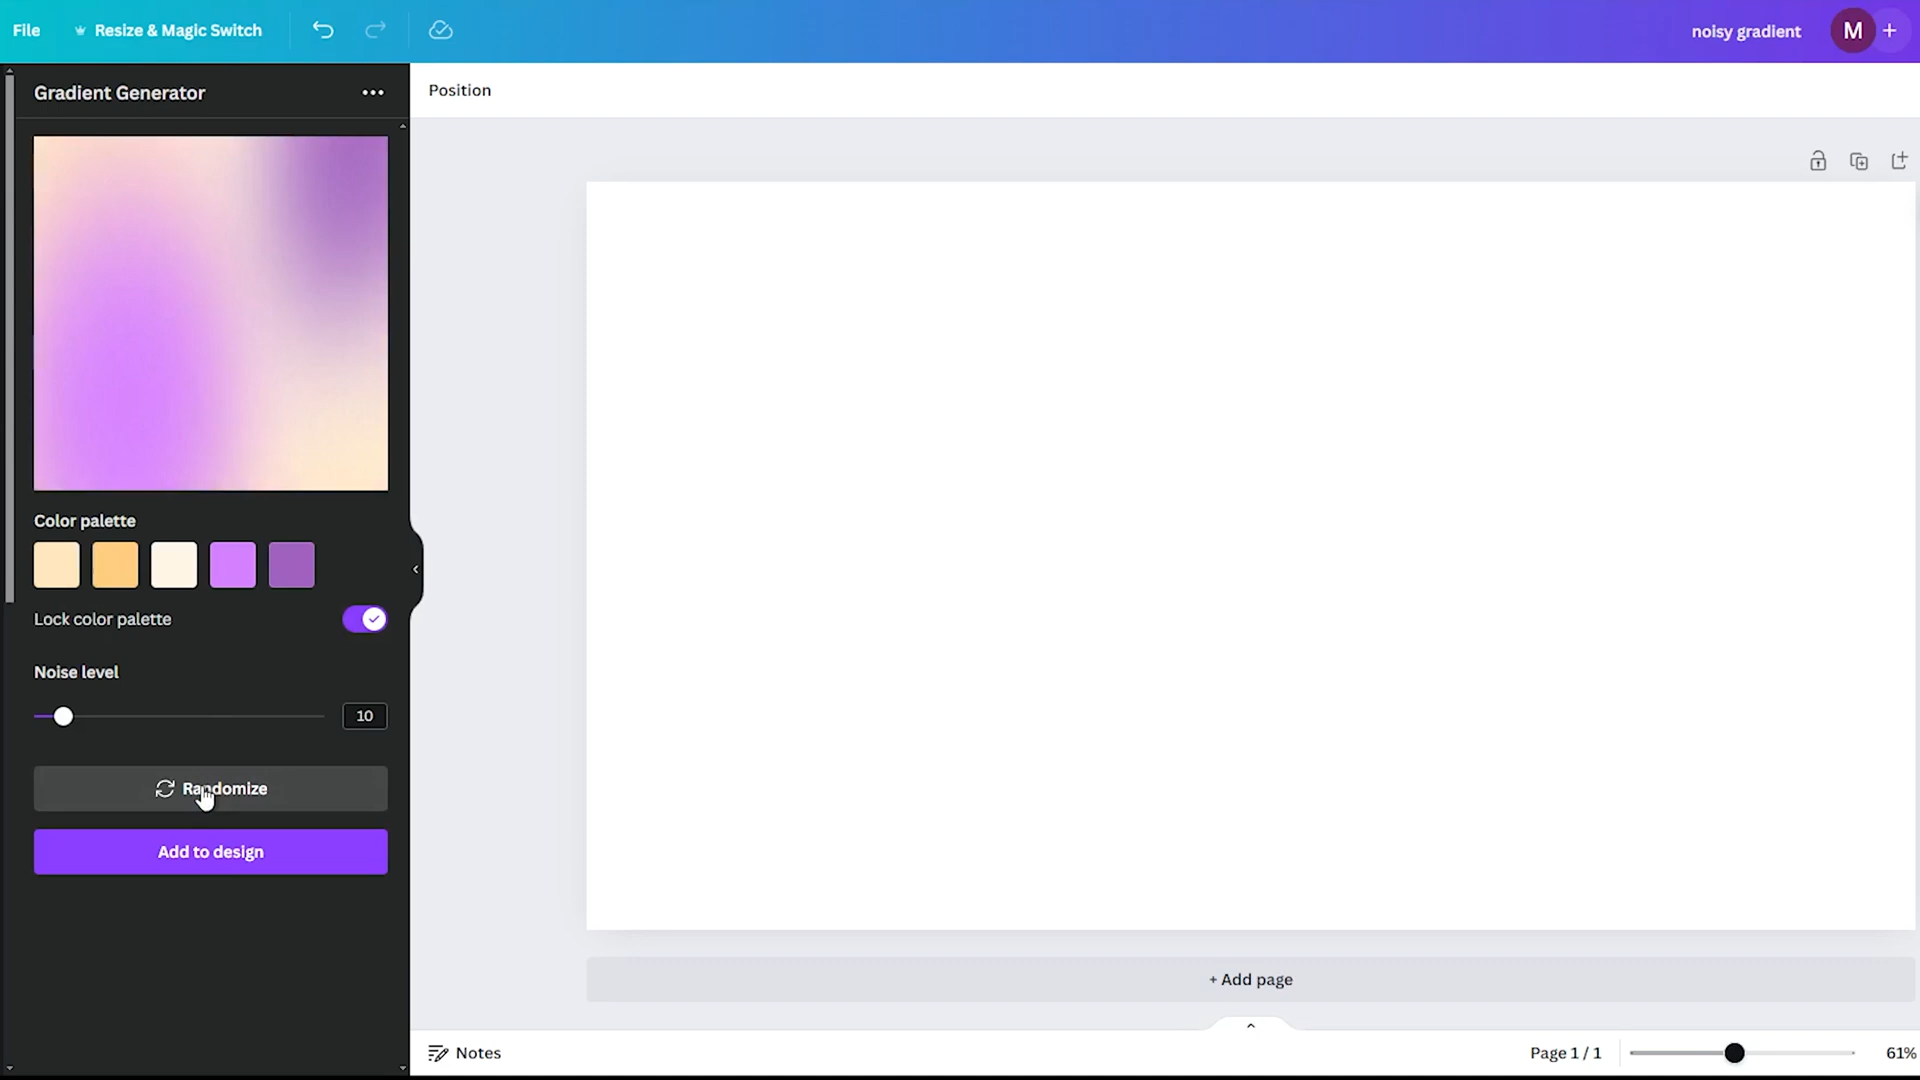 File
Resize & Magic Switch
noisy gradient
M
+
Gradient Generator
Position
Color palette
Lock color palette
Noise level
10
Randomize
Add to design
+ Add page
Notes
Page 1 / 1
61%